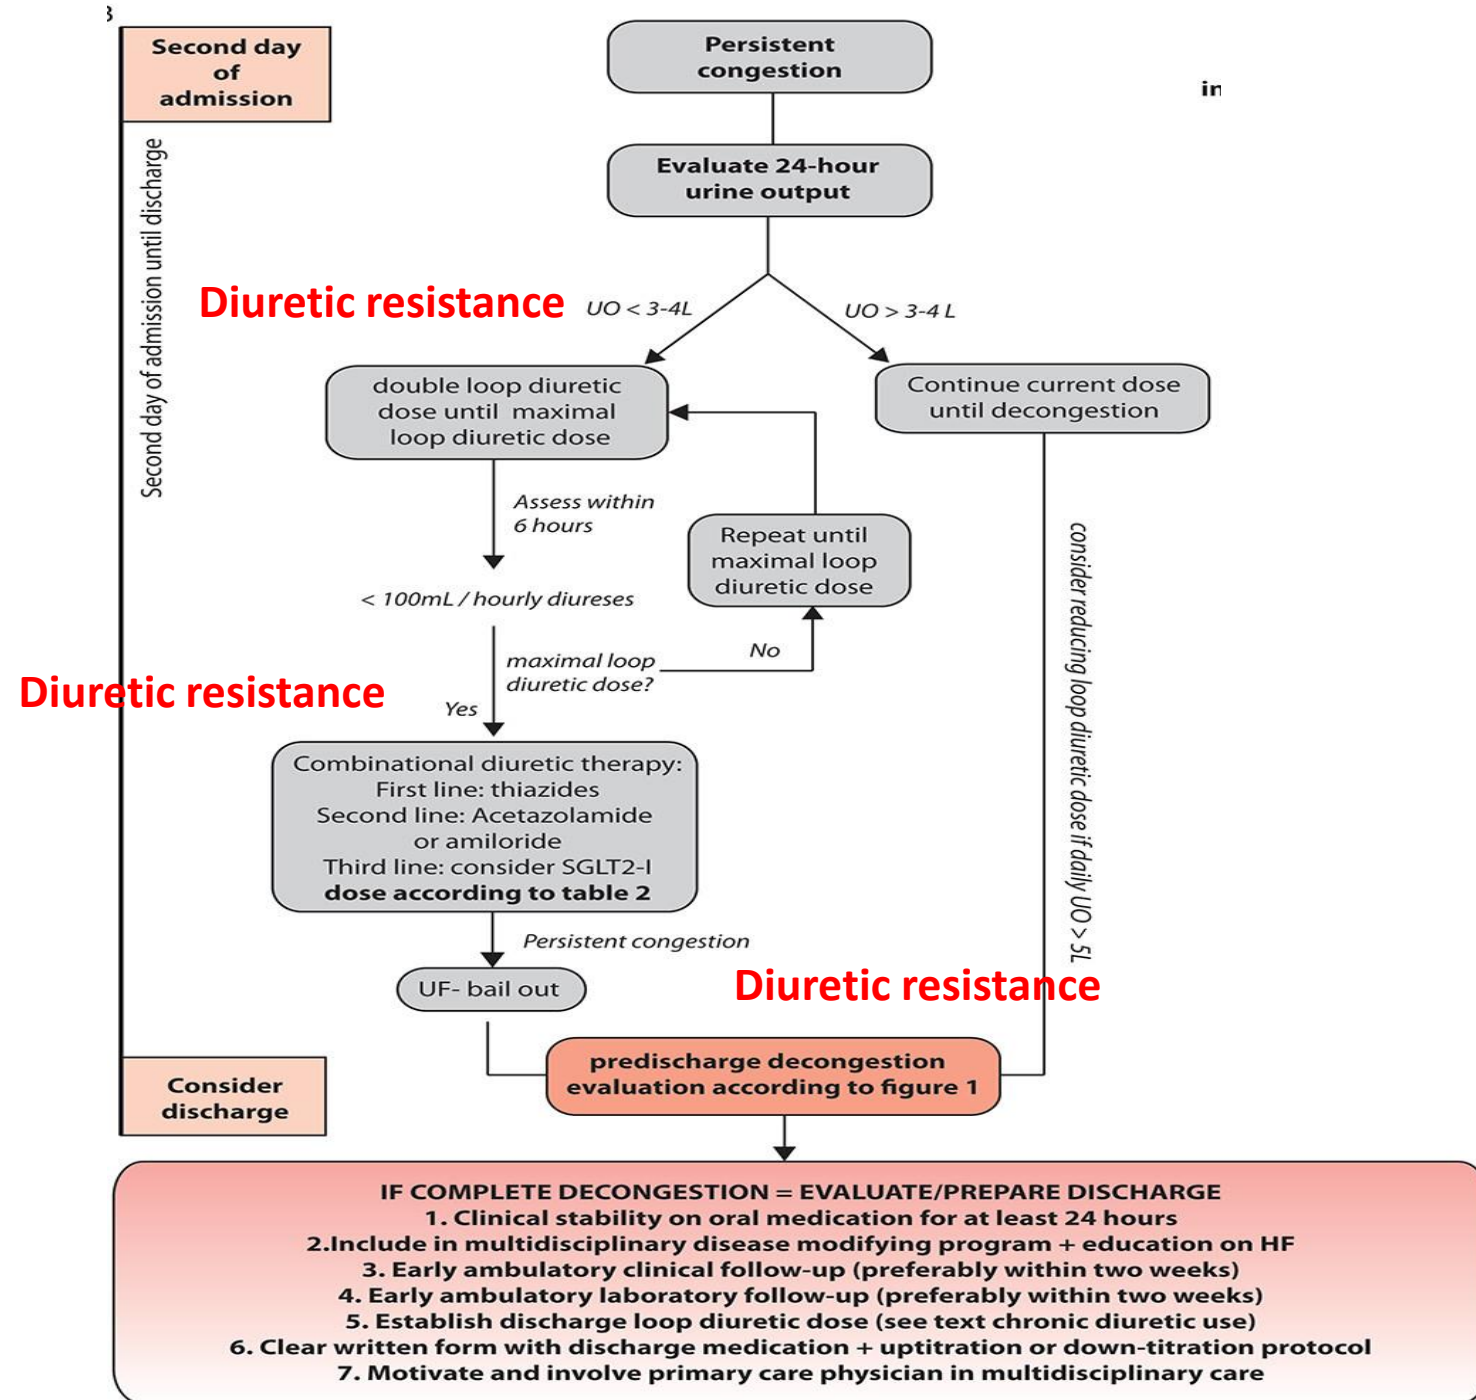 Second day
of
admission
Persistent
congestion
in
Evaluate 24-hour
urine output
Second day of admission until discharge
Diuretic resistance
UO < 3-4L
UO > 3-4 L
double loop diuretic
dose until maximal
loop diuretic dose
Continue current dose
until decongestion
Assess within
6 hours
Repeat until
maximal loop
diuretic dose
< 100mL / hourly diureses
consider reducing loop diuretic dose if daily UO > 5L
No
maximal loop
diuretic dose?
Diuretic resistance
Yes
Combinational diuretic therapy:
First line: thiazides
Second line: Acetazolamide
or amiloride
Third line: consider SGLT2-I
dose according to table 2
Persistent congestion
UF- bail out
Diuretic resistance
predischarge decongestion
evaluation according to figure 1
Consider
discharge
IF COMPLETE DECONGESTION = EVALUATE/PREPARE DISCHARGE
1. Clinical stability on oral medication for at least 24 hours
2.Include in multidisciplinary disease modifying program + education on HF
3. Early ambulatory clinical follow-up (preferably within two weeks)
4. Early ambulatory laboratory follow-up (preferably within two weeks)
5. Establish discharge loop diuretic dose (see text chronic diuretic use)
6. Clear written form with discharge medication + uptitration or down-titration protocol
7. Motivate and involve primary care physician in multidisciplinary care